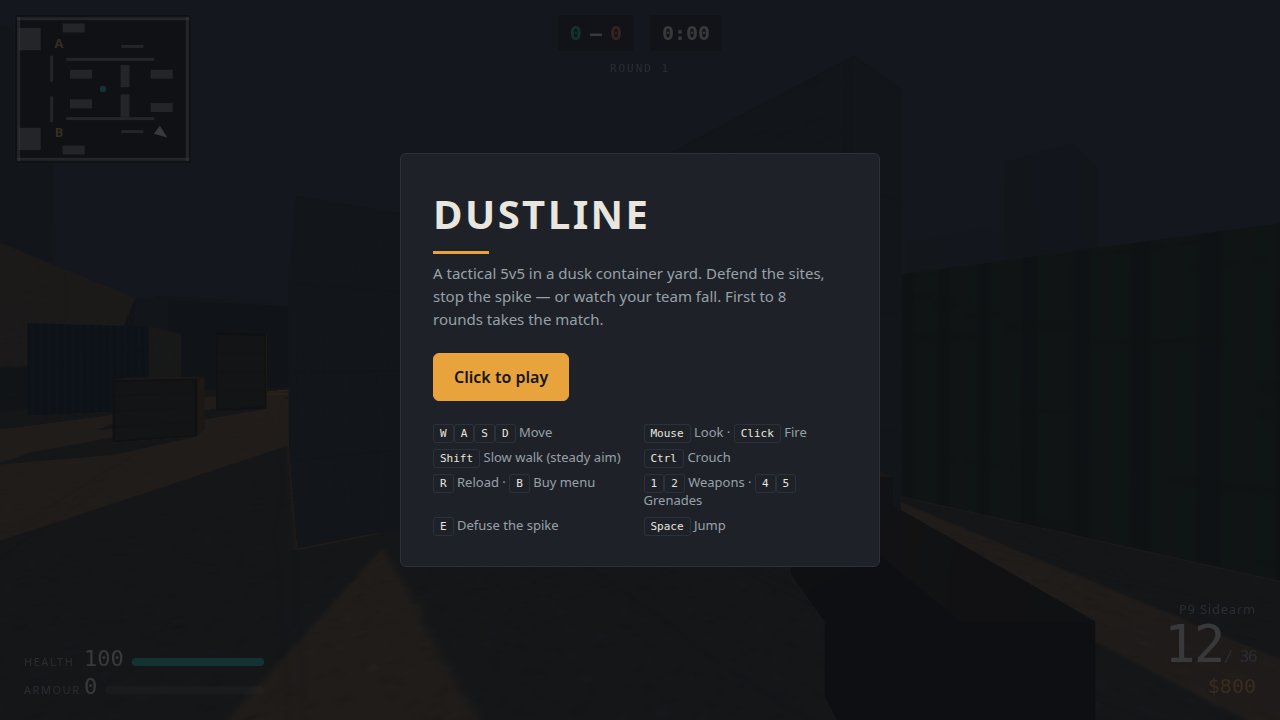 A
B
0 — 0
0:00
ROUND 1
DUSTLINE
A tactical 5v5 in a dusk container yard. Defend the sites,
stop the spike — or watch your team fall. First to 8
rounds takes the match.
Click to play
W A S D Move
Mouse Look · Click Fire
Shift Slow walk (steady aim)
Ctrl Crouch
R Reload · B Buy menu
1 2 Weapons · 4 5
Grenades
E Defuse the spike
Space Jump
HEALTH 100
ARMOUR 0
P9 Sidearm
12 / 36
$800